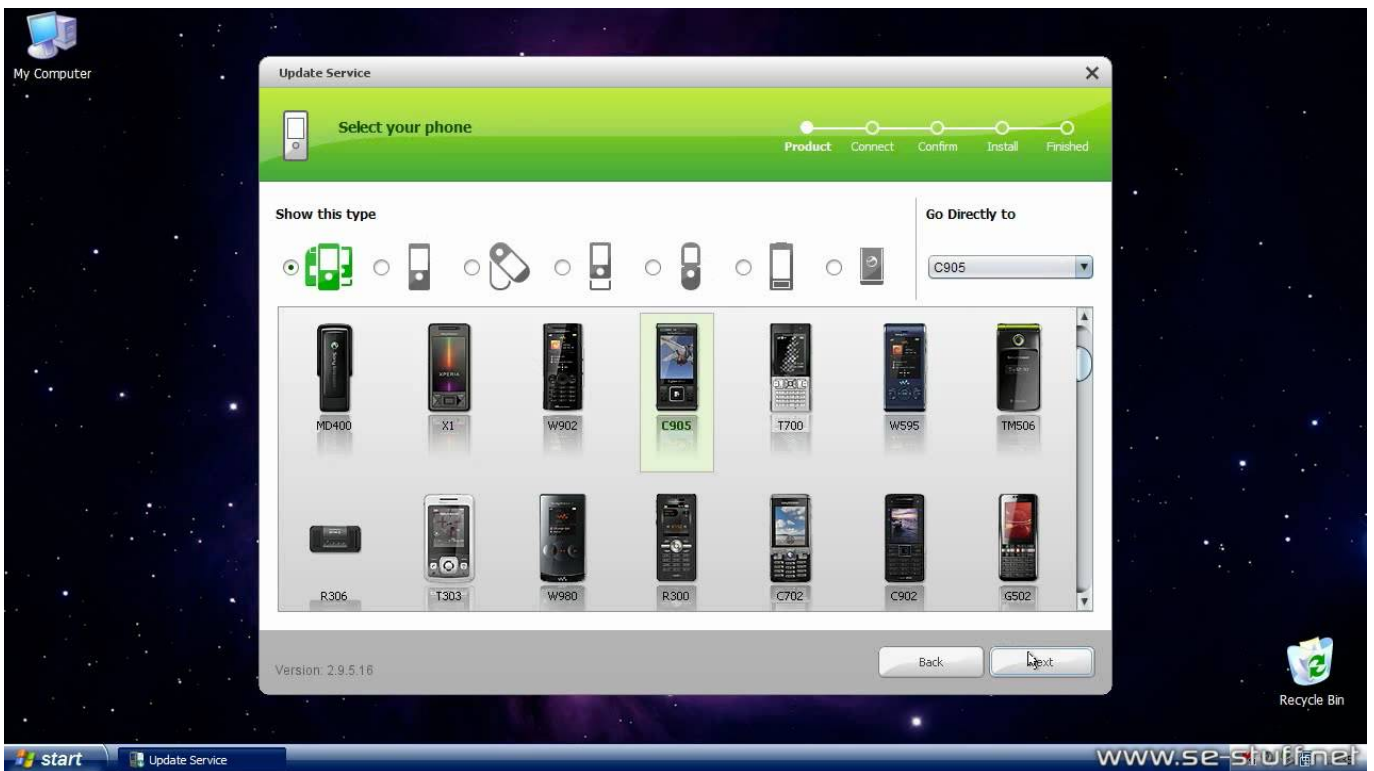 My Computer
Update Service
Select your phone
Product Connect Confirm Install Finished
Show this type
Go Directly to
C905
MD400 X1 W902 C905 T700 W595 TM506
R306 T303 W980 R300 C702 C902 G502
Version: 2.9.5.16
Back
Recycle Bin
start
Update Service
www.se-stuff.net